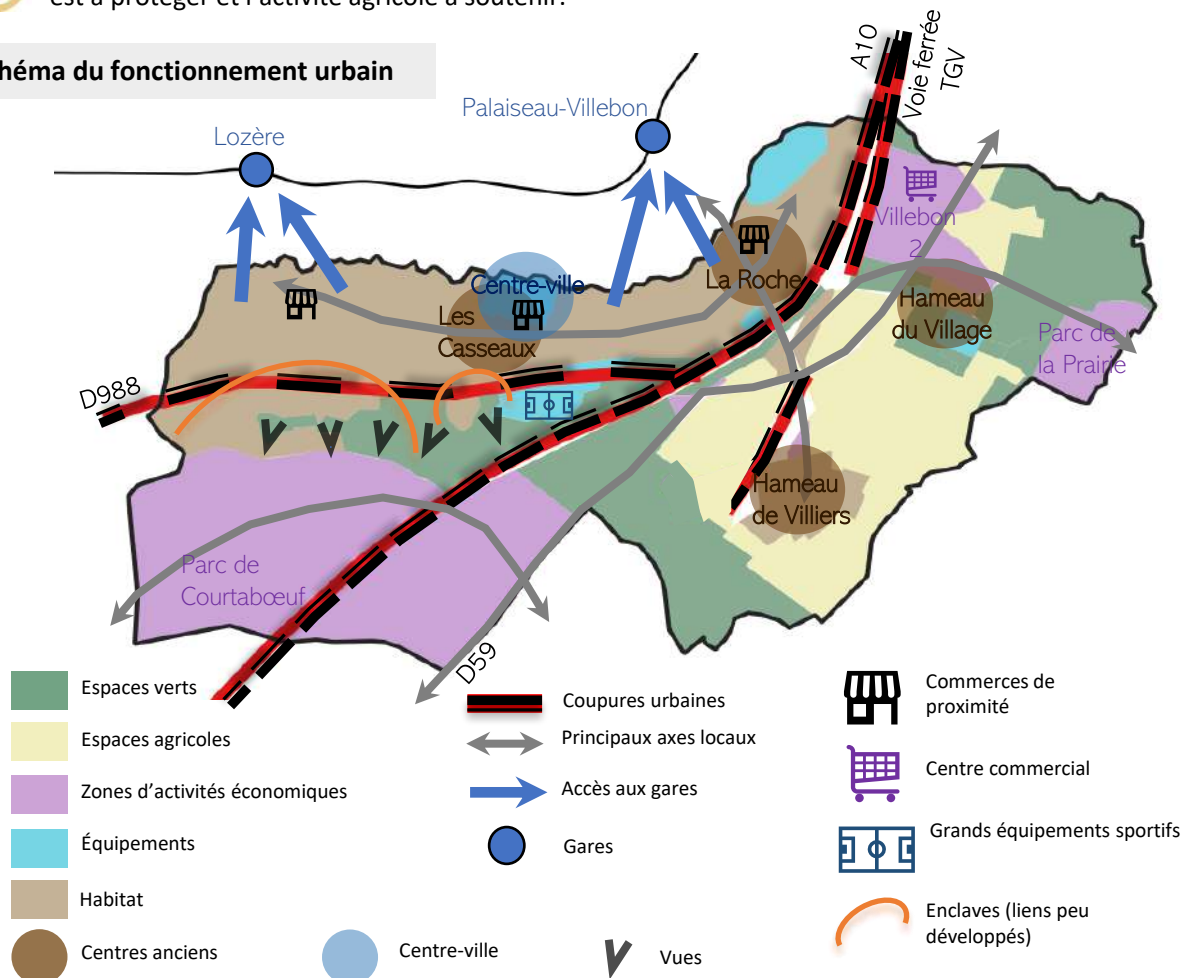 est à protéger et l'activité agricole à soutenir.
héma du fonctionnement urbain
A10
Voie ferrée
TGV
Palaiseau-Villebon
Lozère
Villebon
2
Centre-ville
La Roche
Les
Casseaux
Hameau
du Village
Parc de
la Prairie
D988
Hameau
de Villiers
Parc de
Courtabœuf
D59
Espaces verts
Espaces agricoles
Zones d'activités économiques
Équipements
Habitat
Centres anciens
Centre-ville
Coupures urbaines
Principaux axes locaux
Accès aux gares
Gares
Vues
Commerces de
proximité
Centre commercial
Grands équipements sportifs
Enclaves (liens peu
développés)